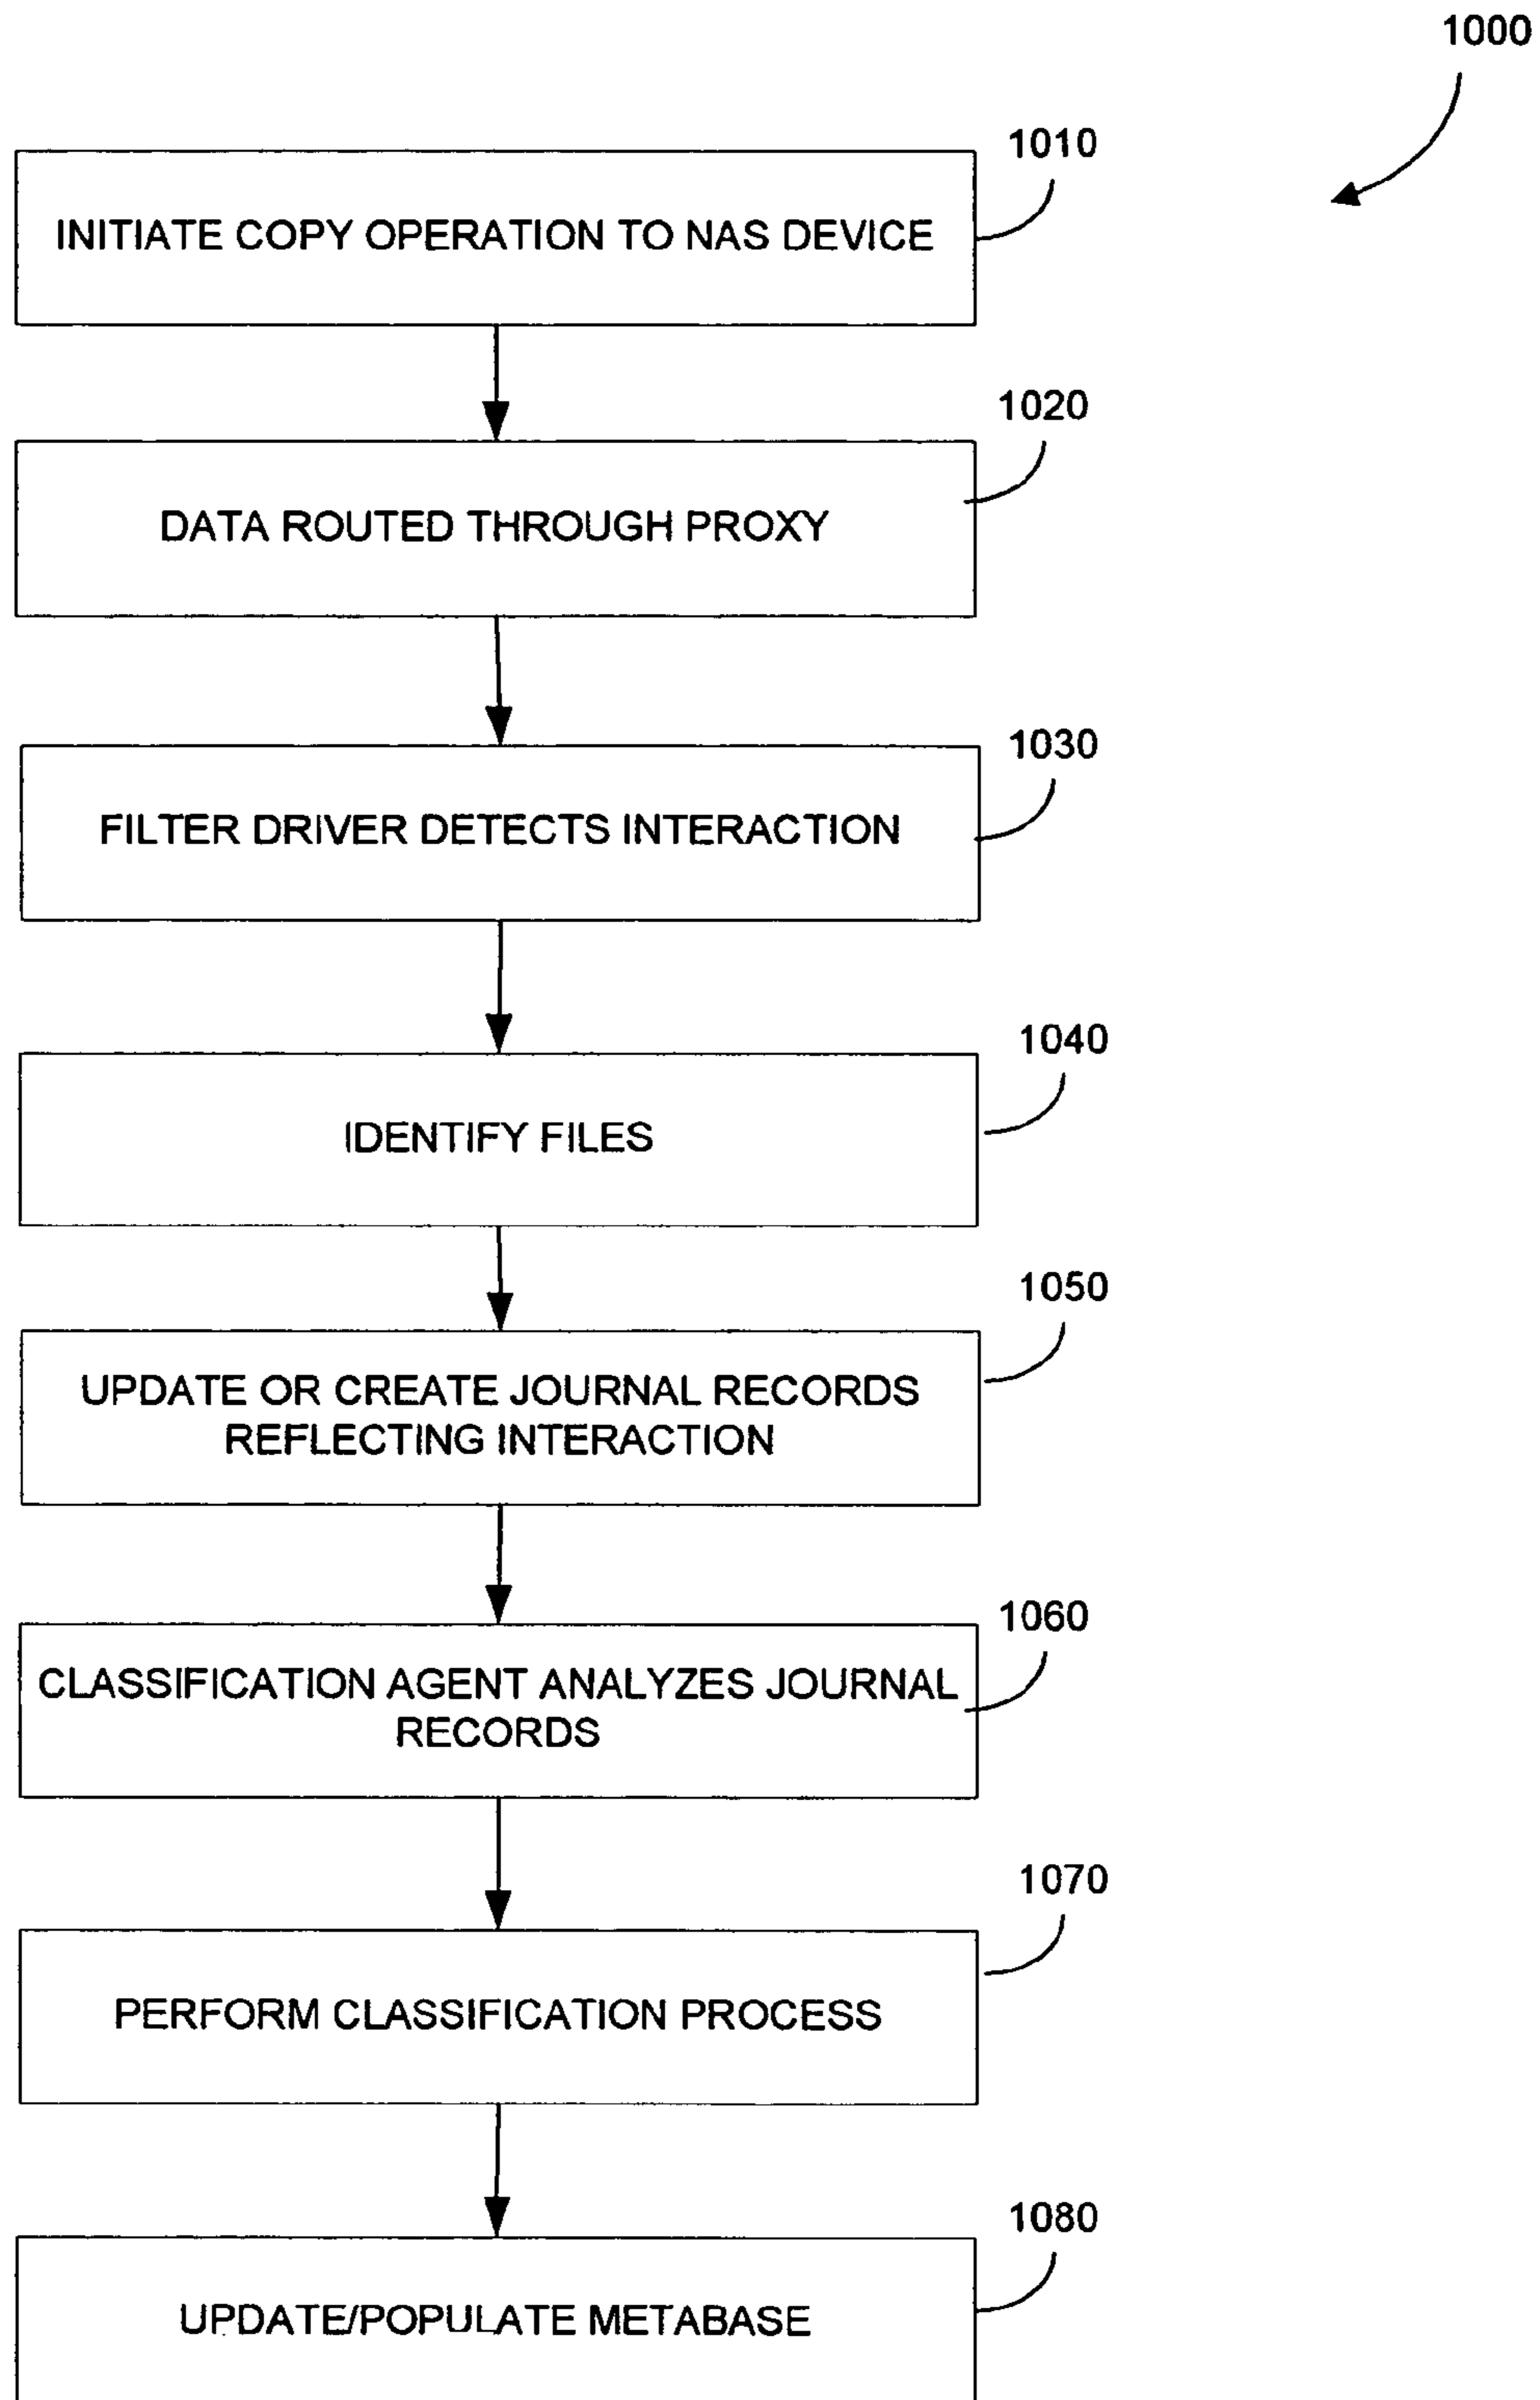 1000
1010
INITIATE COPY OPERATION TO NAS DEVICE
1020
DATA ROUTED THROUGH PROXY
1030
FILTER DRIVER DETECTS INTERACTION
1040
IDENTIFY FILES
1050
UPDATE OR CREATE JOURNAL RECORDS
REFLECTING INTERACTION
1060
CLASSIFICATION AGENT ANALYZES JOURNAL
RECORDS
1070
PERFORM CLASSIFICATION PROCESS
1080
UPDATE/POPULATE METABASE